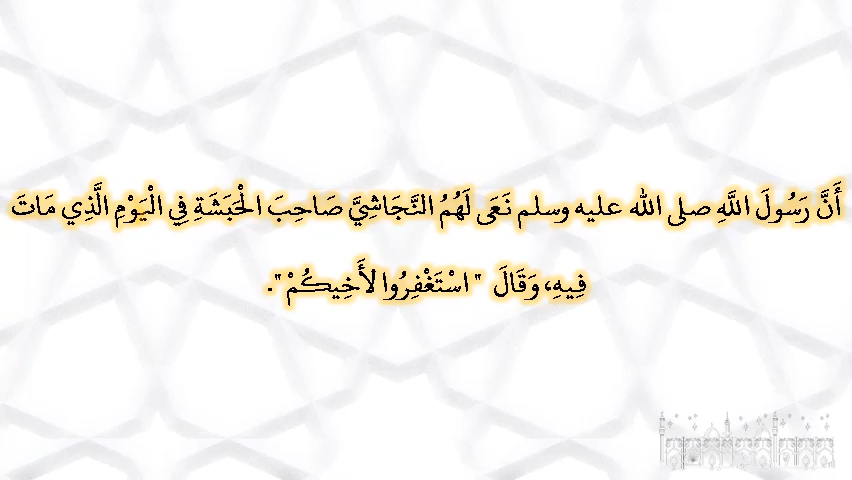 أَنَّ رَسُولَ اللَّهِ صلى الله عليه وسلم نَعَى لَهُمُ النَّجَاشِيَّ صَاحِبَ الْحَبَشَةِ فِي الْيَوْمِ الَّذِي مَاتَ
فِيهِ، وَقَالَ ‏"‏ اسْتَغْفِرُوا لأَخِيكُمْ ‏"‏‏.‏